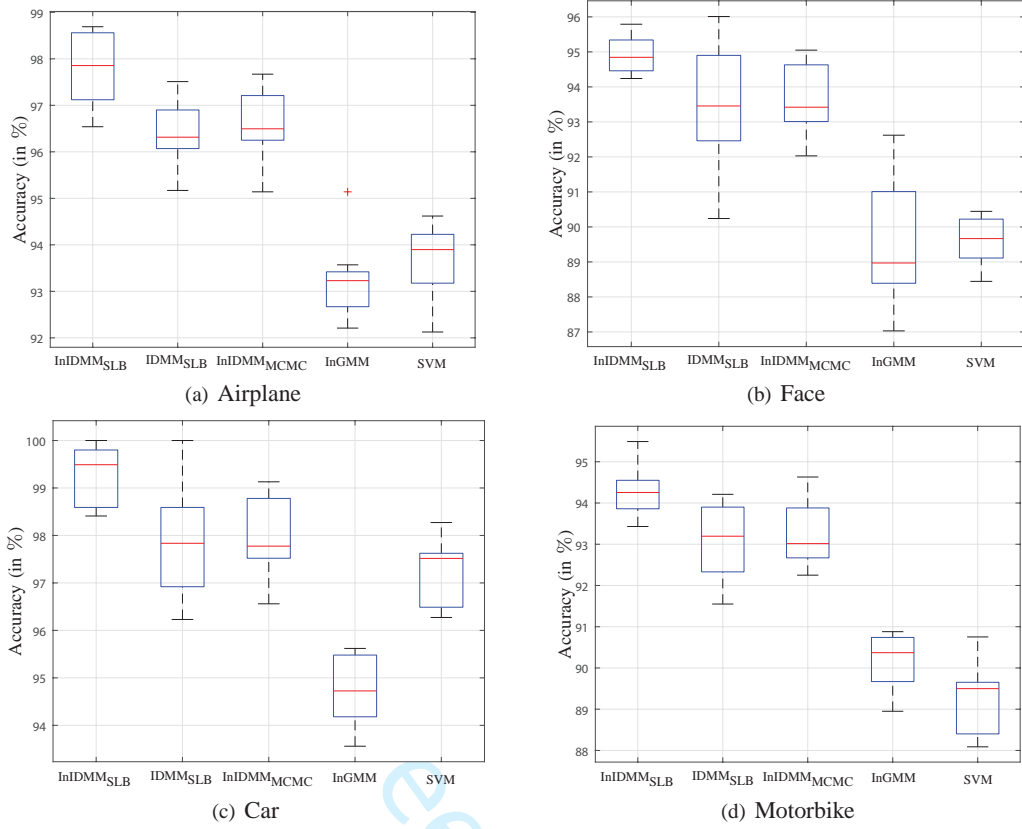 99
98
97
96
95
94
93
92
Accuracy (in %)
InIDMM_SLB IDMM_SLB InIDMM_MCMC InGMM SVM
(a) Airplane
96
95
94
93
92
91
90
89
88
87
Accuracy (in %)
InIDMM_SLB IDMM_SLB InIDMM_MCMC InGMM SVM
(b) Face
100
99
98
97
96
95
94
Accuracy (in %)
InIDMM_SLB IDMM_SLB InIDMM_MCMC InGMM SVM
(c) Car
95
94
93
92
91
90
89
88
Accuracy (in %)
InIDMM_SLB IDMM_SLB InIDMM_MCMC InGMM SVM
(d) Motorbike